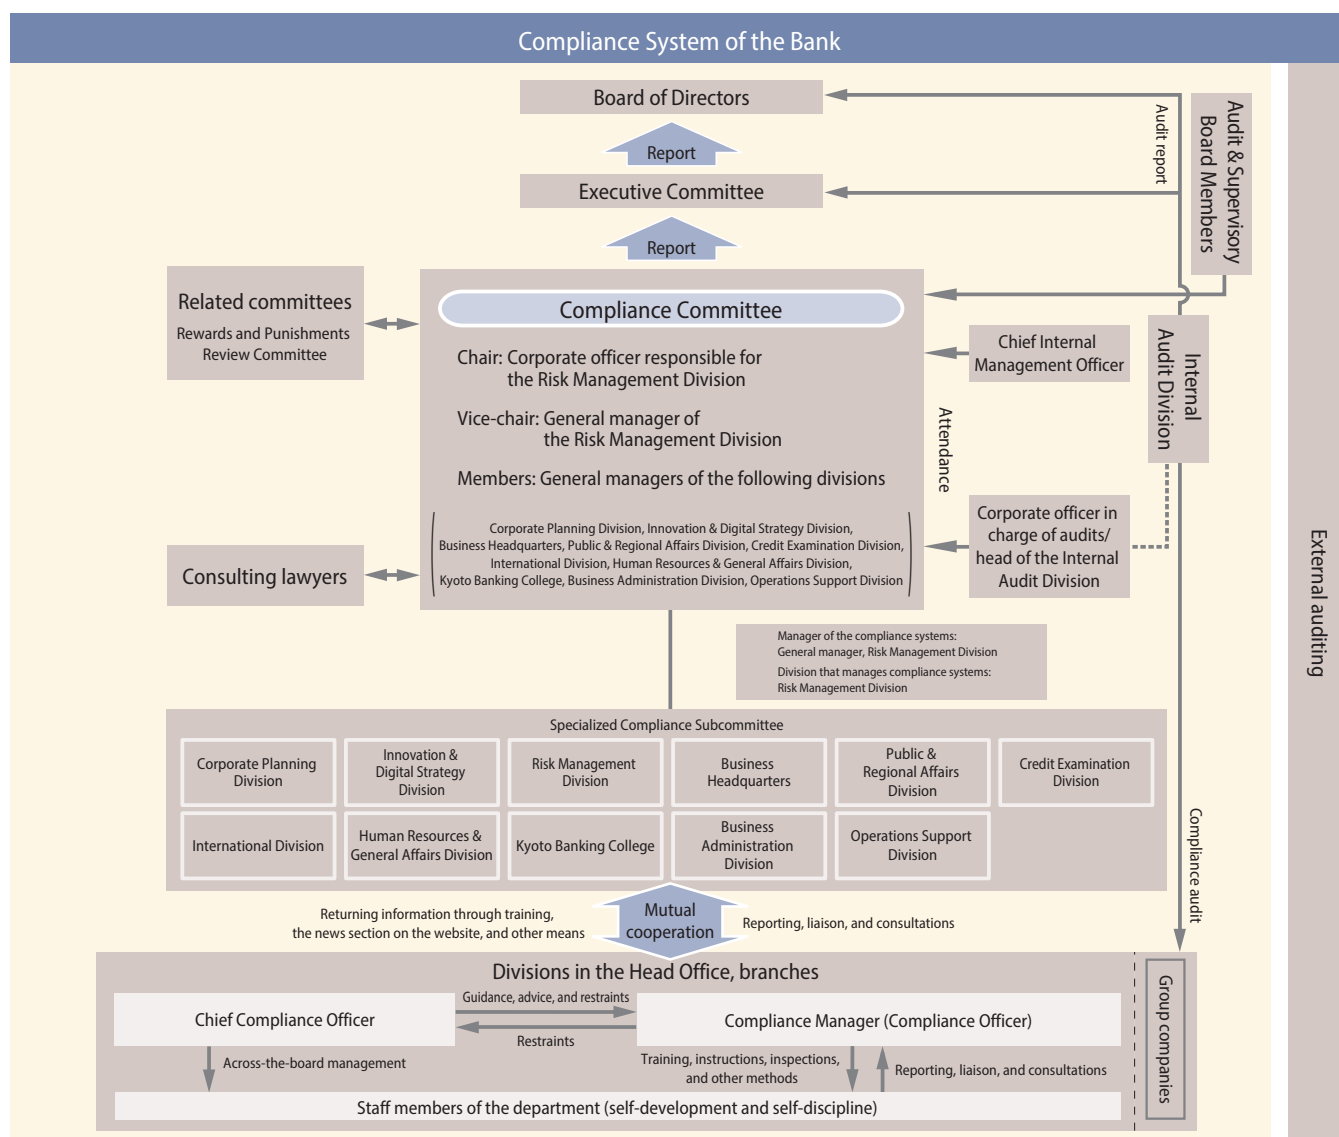 Compliance System of the Bank
Board of Directors
Report
Executive Committee
Report
Audit report
Audit & Supervisory
Board Members
Related committees
Rewards and Punishments
Review Committee
Compliance Committee
Chair: Corporate officer responsible for
the Risk Management Division
Vice-chair: General manager of
the Risk Management Division
Members: General managers of the following divisions
Corporate Planning Division, Innovation & Digital Strategy Division,
Business Headquarters, Public & Regional Affairs Division, Credit Examination Division,
International Division, Human Resources & General Affairs Division,
Kyoto Banking College, Business Administration Division, Operations Support Division
Chief Internal
Management Officer
Internal
Audit Division
Attendance
Corporate officer in
charge of audits/
head of the Internal
Audit Division
Consulting lawyers
External auditing
Manager of the compliance systems:
General manager, Risk Management Division
Division that manages compliance systems:
Risk Management Division
Specialized Compliance Subcommittee
Corporate Planning
Division
Innovation &
Digital Strategy
Division
Risk Management
Division
Business
Headquarters
Public &
Regional Affairs
Division
Credit Examination
Division
International Division
Human Resources &
General Affairs Division
Kyoto Banking College
Business
Administration
Division
Operations Support
Division
Compliance audit
Returning information through training,
the news section on the website, and other means
Mutual
cooperation
Reporting, liaison, and consultations
Divisions in the Head Office, branches
Chief Compliance Officer
Guidance, advice, and restraints
Restraints
Compliance Manager (Compliance Officer)
Across-the-board management
Training, instructions, inspections,
and other methods
Reporting, liaison, and consultations
Staff members of the department (self-development and self-discipline)
Group companies